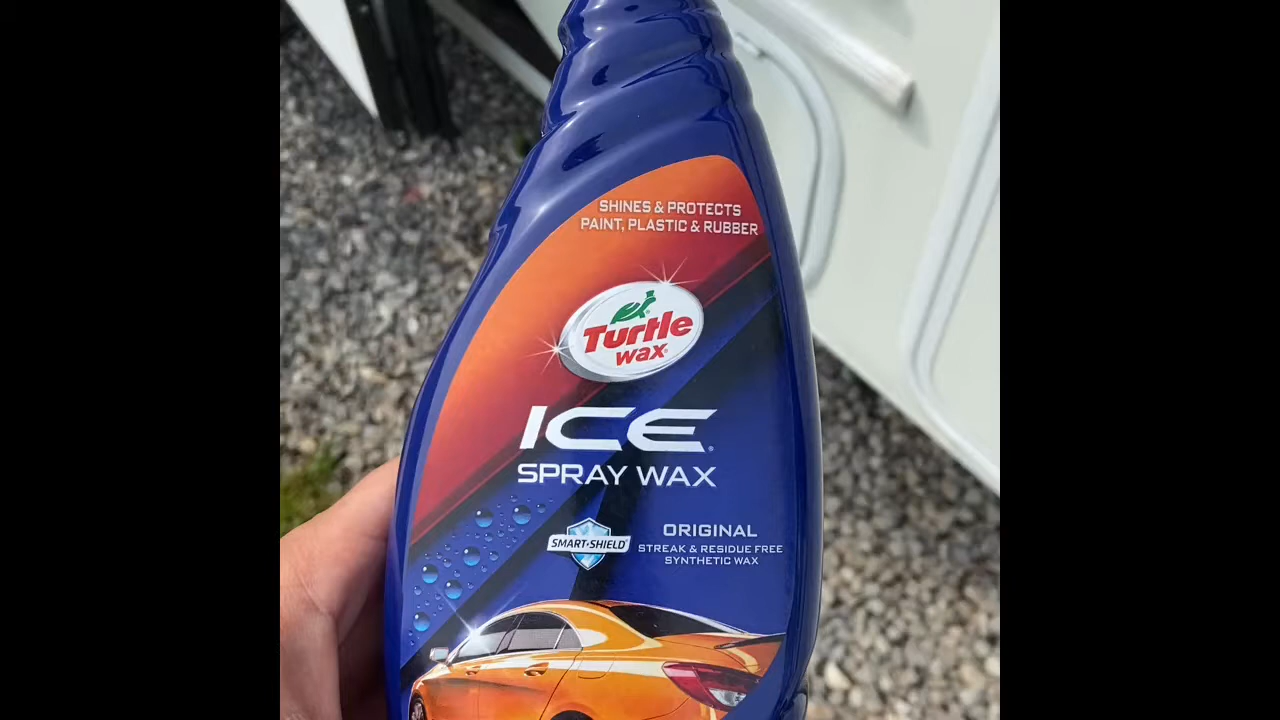 SHINES & PROTECTS
PAINT, PLASTIC & RUBBER
Turtle
wax®
ICE®
SPRAY WAX
SMART•SHIELD
ORIGINAL
STREAK & RESIDUE FREE
SYNTHETIC WAX